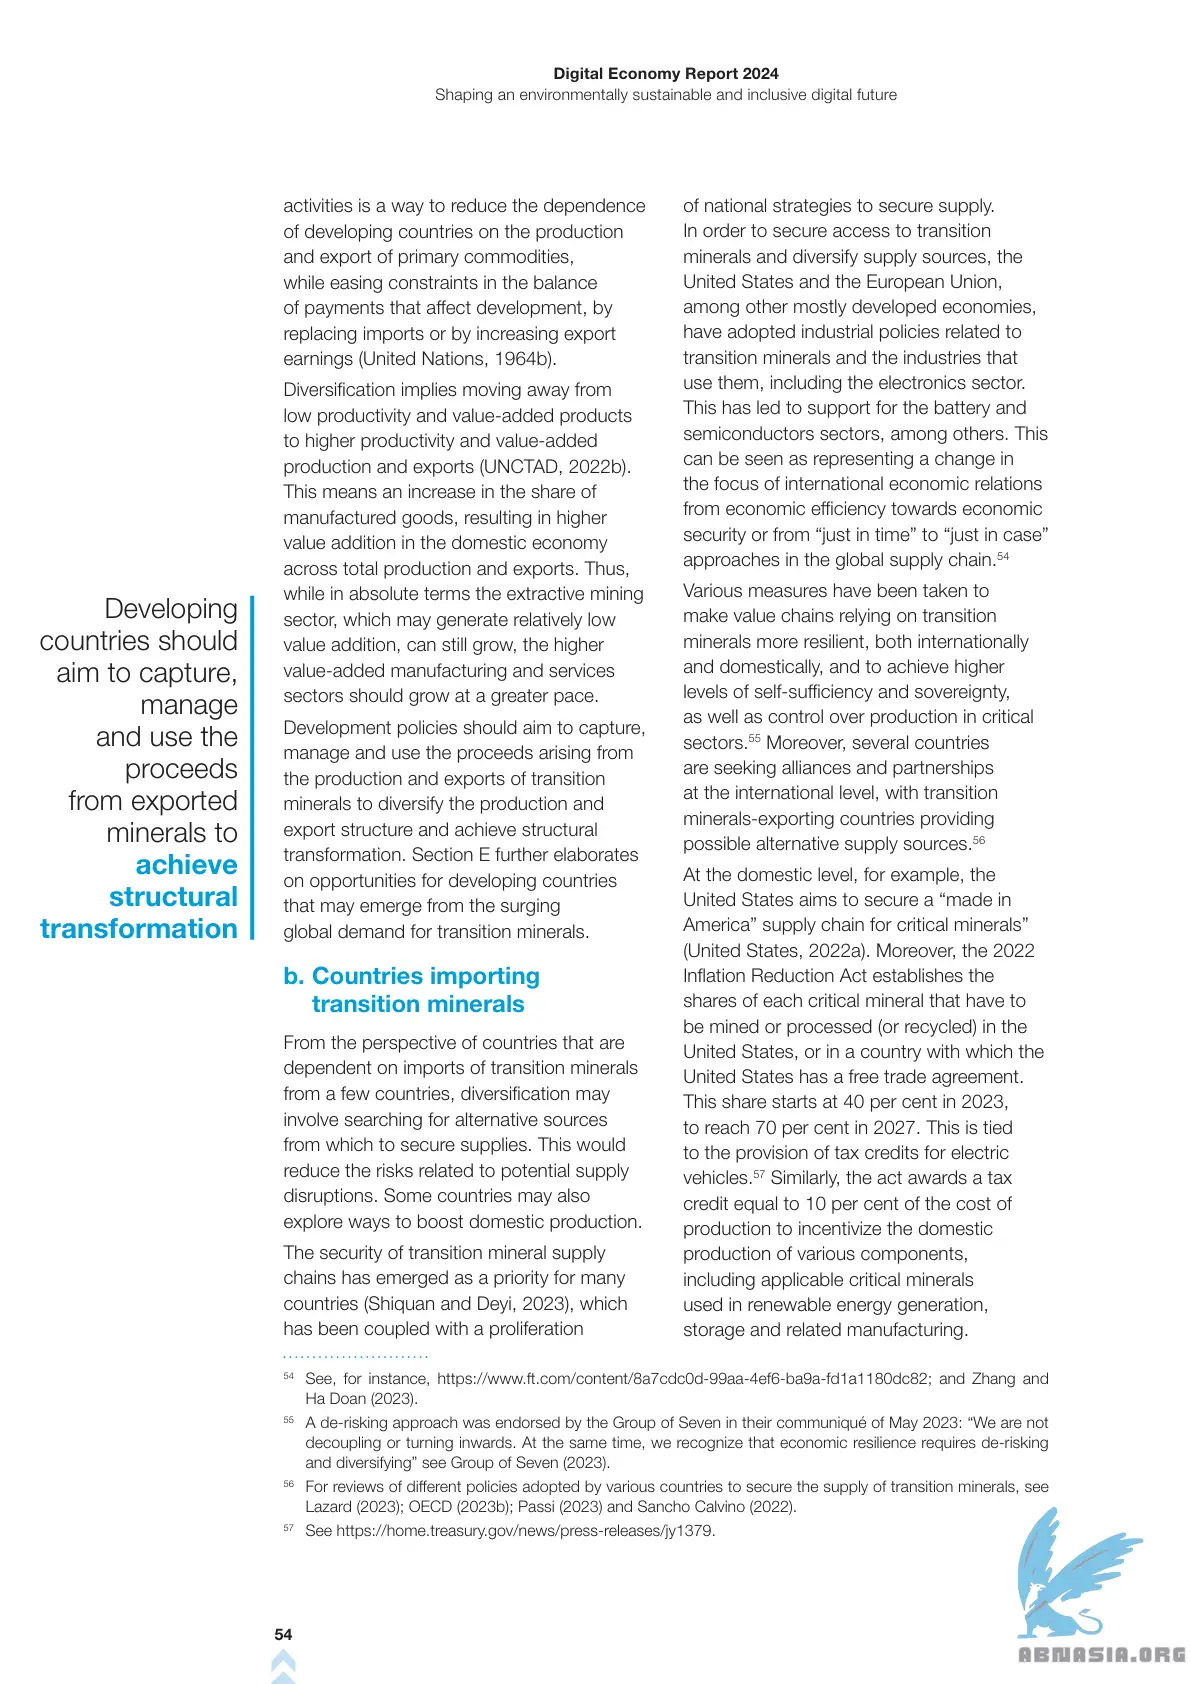 Digital Economy Report 2024
Shaping an environmentally sustainable and inclusive digital future
activities is a way to reduce the dependence
of developing countries on the production
and export of primary commodities,
while easing constraints in the balance
of payments that affect development, by
replacing imports or by increasing export
earnings (United Nations, 1964b).
Diversification implies moving away from
low productivity and value-added products
to higher productivity and value-added
production and exports (UNCTAD, 2022b).
This means an increase in the share of
manufactured goods, resulting in higher
value addition in the domestic economy
across total production and exports. Thus,
while in absolute terms the extractive mining
sector, which may generate relatively low
value addition, can still grow, the higher
value-added manufacturing and services
sectors should grow at a greater pace.
Development policies should aim to capture,
manage and use the proceeds arising from
the production and exports of transition
minerals to diversify the production and
export structure and achieve structural
transformation. Section E further elaborates
on opportunities for developing countries
that may emerge from the surging
global demand for transition minerals.
Developing
countries should
aim to capture,
manage
and use the
proceeds
from exported
minerals to
achieve
structural
transformation
b. Countries importing
transition minerals
From the perspective of countries that are
dependent on imports of transition minerals
from a few countries, diversification may
involve searching for alternative sources
from which to secure supplies. This would
reduce the risks related to potential supply
disruptions. Some countries may also
explore ways to boost domestic production.
The security of transition mineral supply
chains has emerged as a priority for many
countries (Shiquan and Deyi, 2023), which
has been coupled with a proliferation
of national strategies to secure supply.
In order to secure access to transition
minerals and diversify supply sources, the
United States and the European Union,
among other mostly developed economies,
have adopted industrial policies related to
transition minerals and the industries that
use them, including the electronics sector.
This has led to support for the battery and
semiconductors sectors, among others. This
can be seen as representing a change in
the focus of international economic relations
from economic efficiency towards economic
security or from “just in time” to “just in case”
approaches in the global supply chain.54
Various measures have been taken to
make value chains relying on transition
minerals more resilient, both internationally
and domestically, and to achieve higher
levels of self-sufficiency and sovereignty,
as well as control over production in critical
sectors.55 Moreover, several countries
are seeking alliances and partnerships
at the international level, with transition
minerals-exporting countries providing
possible alternative supply sources.56
At the domestic level, for example, the
United States aims to secure a “made in
America” supply chain for critical minerals”
(United States, 2022a). Moreover, the 2022
Inflation Reduction Act establishes the
shares of each critical mineral that have to
be mined or processed (or recycled) in the
United States, or in a country with which the
United States has a free trade agreement.
This share starts at 40 per cent in 2023,
to reach 70 per cent in 2027. This is tied
to the provision of tax credits for electric
vehicles.57 Similarly, the act awards a tax
credit equal to 10 per cent of the cost of
production to incentivize the domestic
production of various components,
including applicable critical minerals
used in renewable energy generation,
storage and related manufacturing.
54 See, for instance, https://www.ft.com/content/8a7cdc0d-99aa-4ef6-ba9a-fd1a1180dc82; and Zhang and
Ha Doan (2023).
55 A de-risking approach was endorsed by the Group of Seven in their communiqué of May 2023: “We are not
decoupling or turning inwards. At the same time, we recognize that economic resilience requires de-risking
and diversifying” see Group of Seven (2023).
56 For reviews of different policies adopted by various countries to secure the supply of transition minerals, see
Lazard (2023); OECD (2023b); Passi (2023) and Sancho Calvino (2022).
57 See https://home.treasury.gov/news/press-releases/jy1379.
54
ABNASIA.ORG